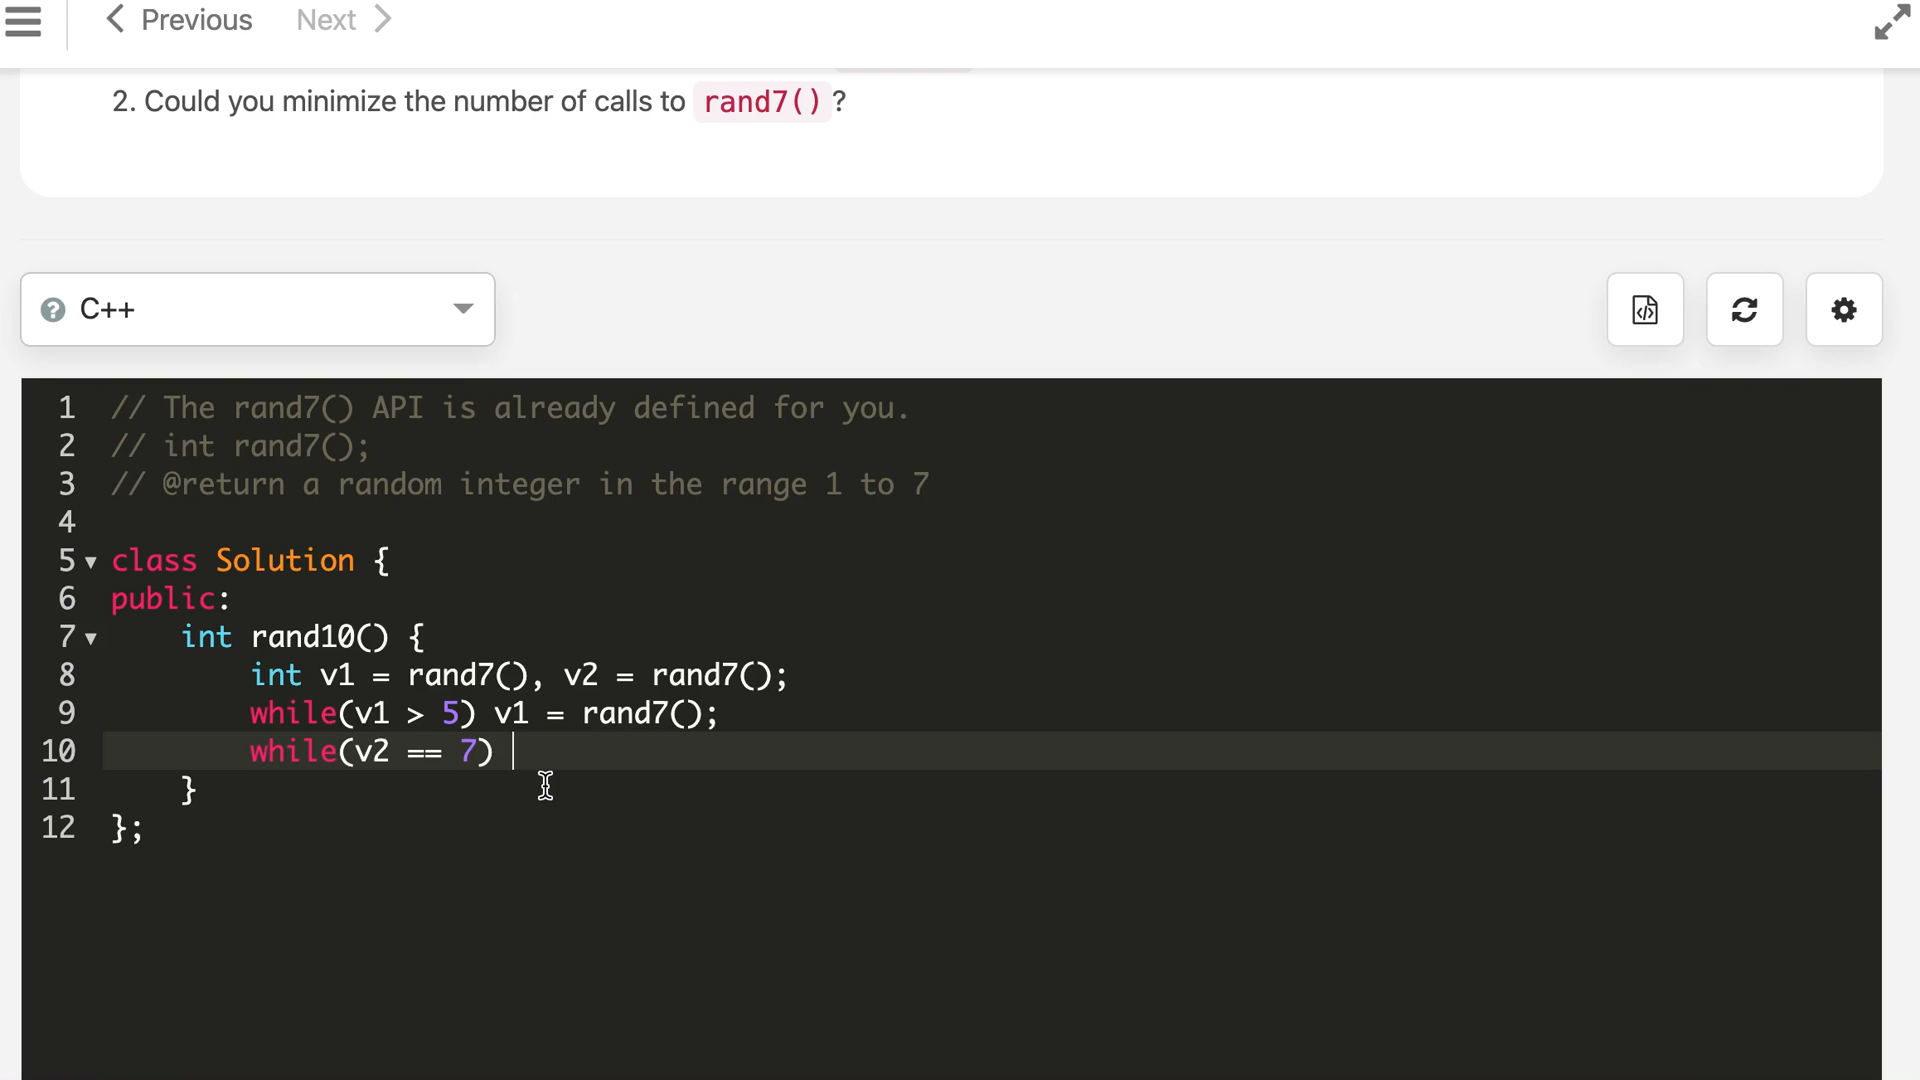 Previous Next
2. Could you minimize the number of calls to rand7() ?
C++
1 // The rand7() API is already defined for you.
2 // int rand7();
3 // @return a random integer in the range 1 to 7
4
5 class Solution {
6 public:
7 int rand10() {
8 int v1 = rand7(), v2 = rand7();
9 while(v1 > 5) v1 = rand7();
10 while(v2 == 7)
11 }
12 };